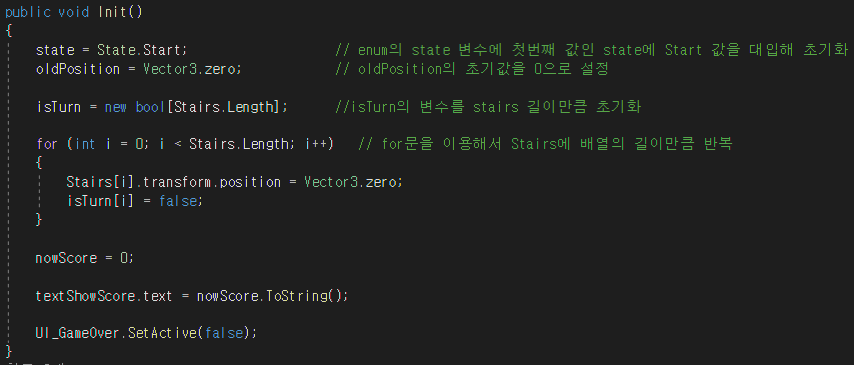 public void Init()
{
state = State.Start; // enum의 state 변수에 첫번째 값인 state에 Start 값을 대입해 초기화
oldPosition = Vector3.zero; // oldPosition의 초기값을 0으로 설정
isTurn = new bool[Stairs.Length]; //isTurn의 변수를 stairs 길이만큼 초기화
for (int i = 0; i < Stairs.Length; i++) // for문을 이용해서 Stairs에 배열의 길이만큼 반복
{
Stairs[i].transform.position = Vector3.zero;
isTurn[i] = false;
}
nowScore = 0;
textShowScore.text = nowScore.ToString();
UI_GameOver.SetActive(false);
}